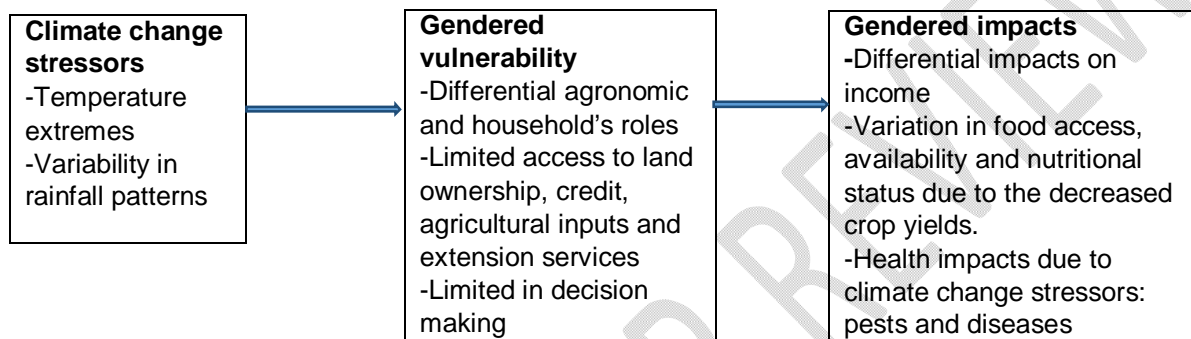 Climate change
stressors
-Temperature
extremes
-Variability in
rainfall patterns
Gendered
vulnerability
-Differential agronomic
and household's roles
-Limited access to land
ownership, credit,
agricultural inputs and
extension services
-Limited in decision
making
Gendered impacts
-Differential impacts on
income
-Variation in food access,
availability and nutritional
status due to the decreased
crop yields.
-Health impacts due to
climate change stressors:
pests and diseases
REVIEW